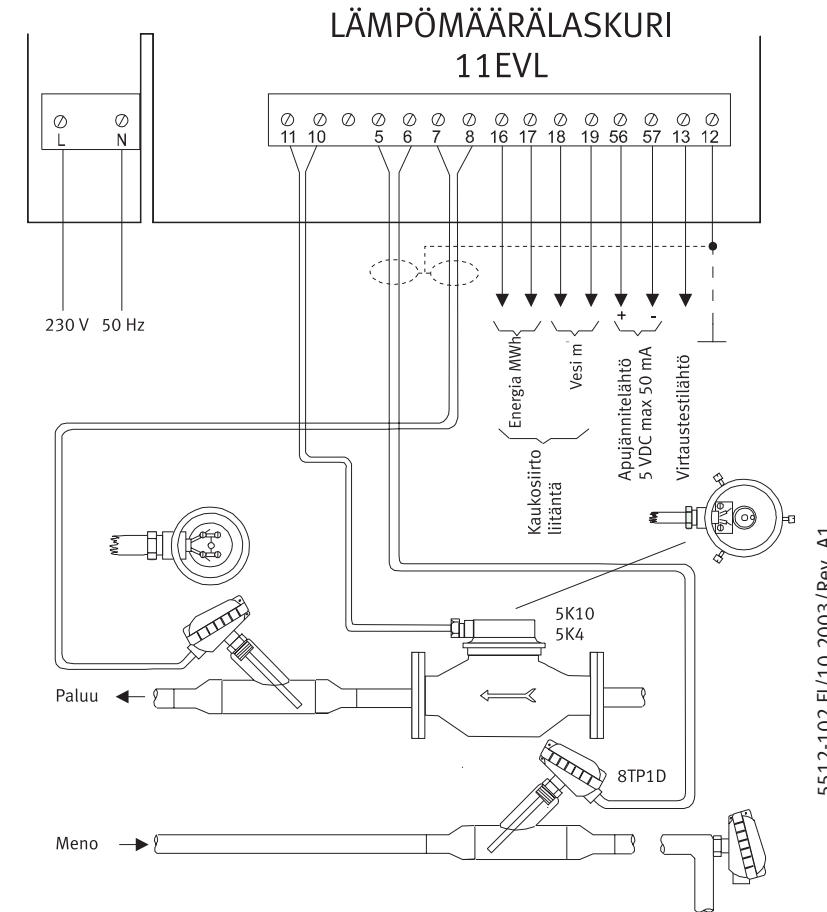 LÄMPÖMÄÄRÄLASKURI
11EVL
L N
11 10 5 6 7 8 16 17 18 19 56 57 13 12
230 V 50 Hz
+ -
Energia MWh
Vesi m
Kaukosiirto
liitäntä
Apujännitelähtö
5 VDC max 50 mA
Virtaustestilähtö
5K10
5K4
Paluu
8TP1D
Meno
5512-102 FI/10.2003/Rev. A1